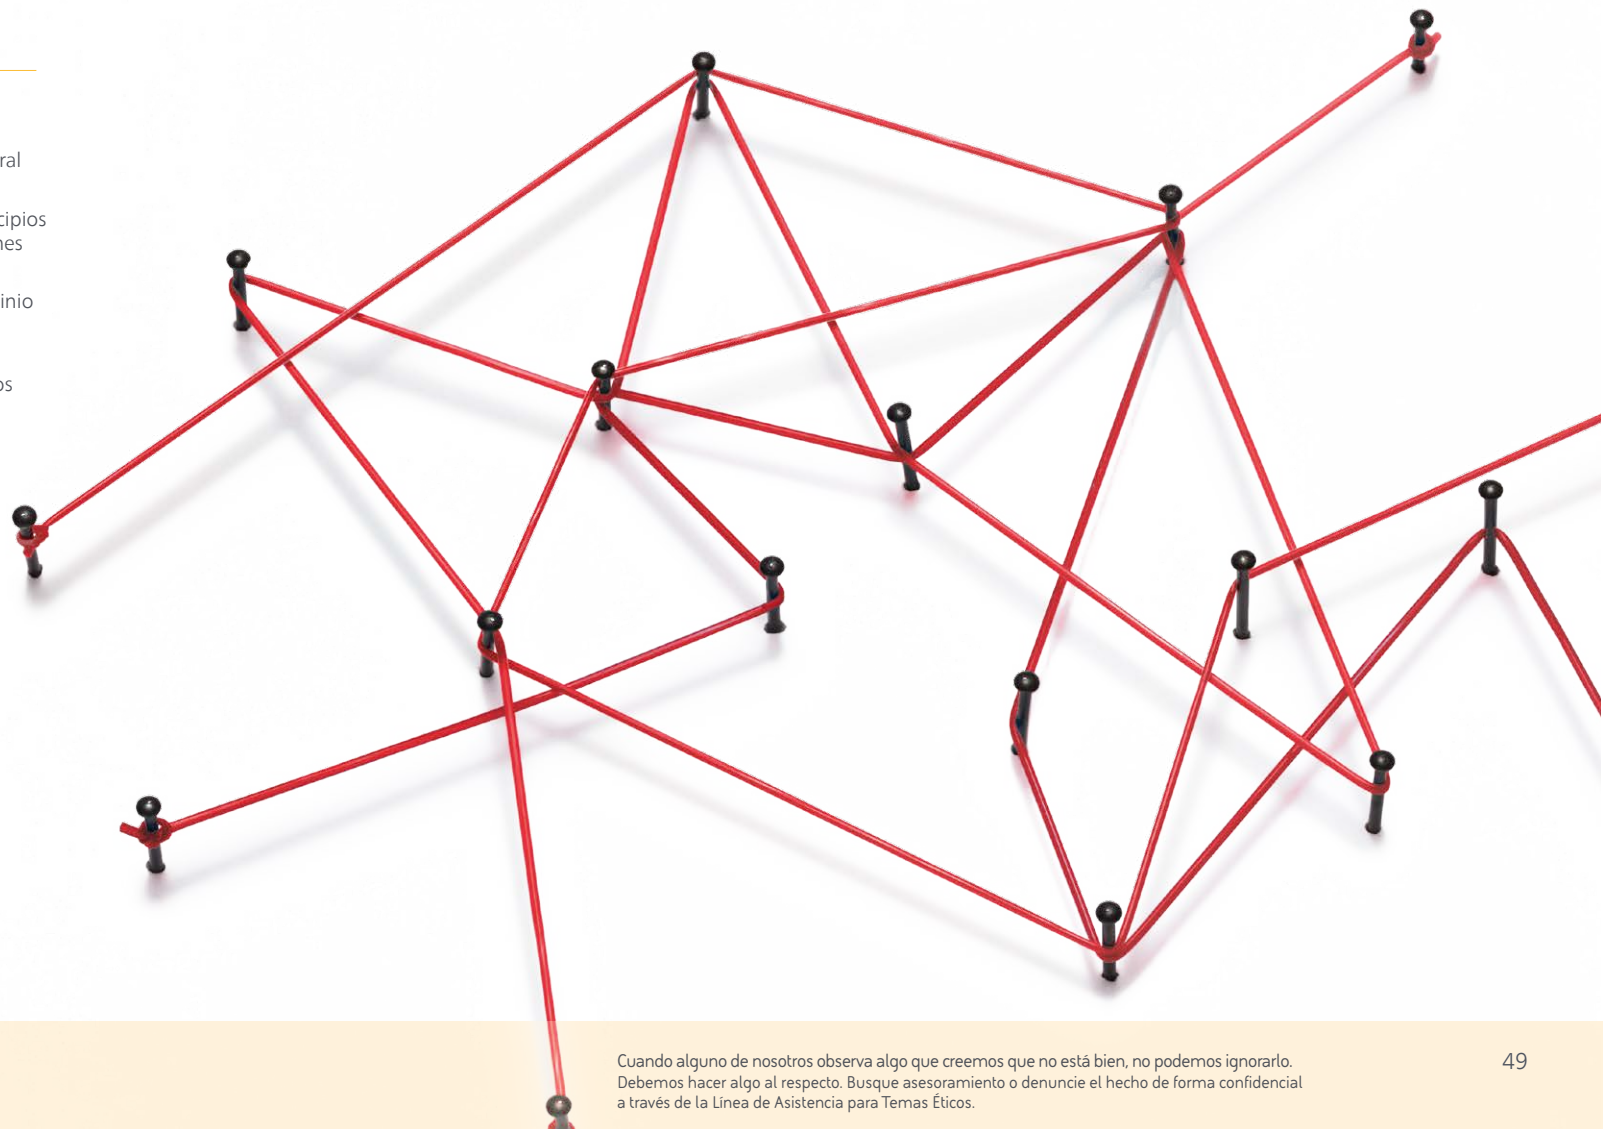 ral
cipios
nes
inio
os
Cuando alguno de nosotros observa algo que creemos que no está bien, no podemos ignorarlo.
Debemos hacer algo al respecto. Busque asesoramiento o denuncie el hecho de forma confidencial
a través de la Línea de Asistencia para Temas Éticos.
49